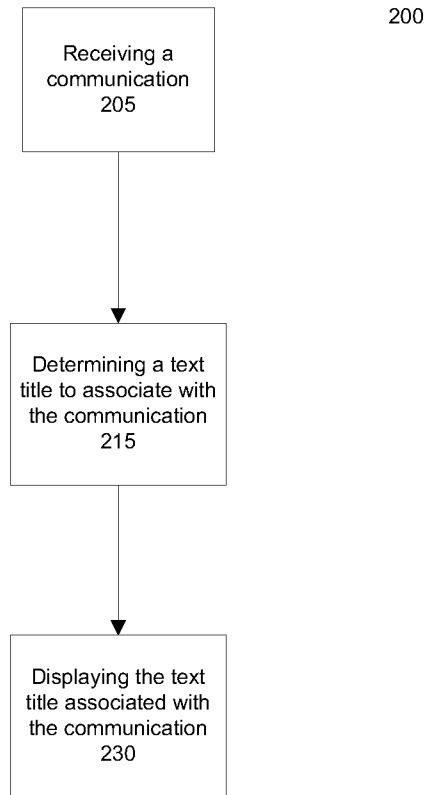 200
Receiving a
communication
205
Determining a text
title to associate with
the communication
215
Displaying the text
title associated with
the communication
230